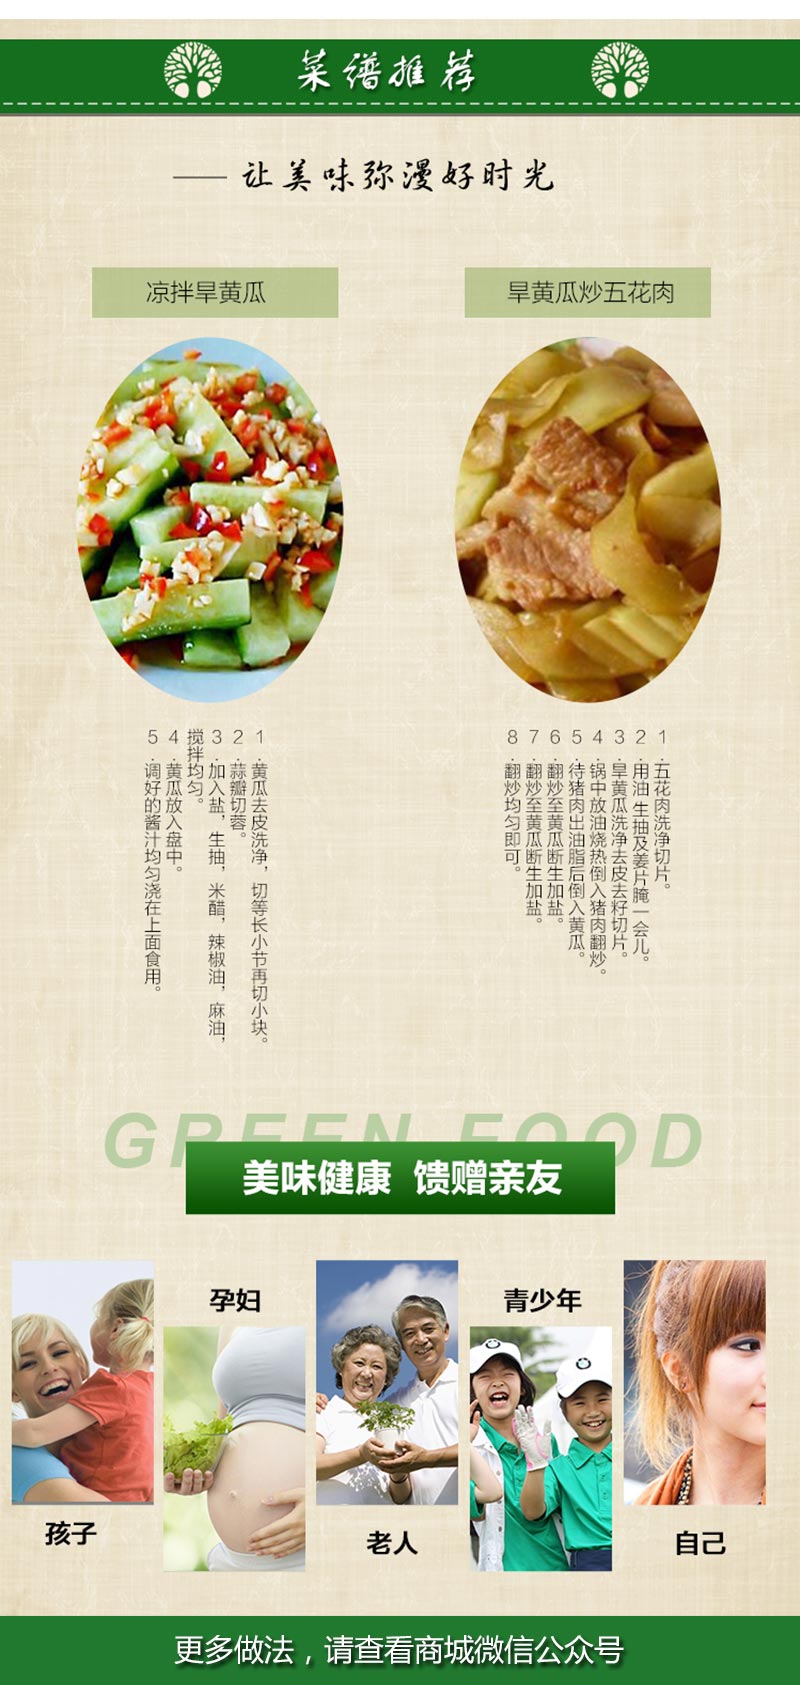 菜谱推荐
——让美味弥漫好时光
凉拌旱黄瓜
旱黄瓜炒五花肉
1.黄瓜去皮洗净，切等长小节再切小块。
2.蒜瓣切蓉。
3.加入盐，生抽，米醋，辣椒油，麻油，
搅拌均匀。
4.黄瓜放入盘中。
5.调好的酱汁均匀浇在上面食用。
1.五花肉洗净切片。
2.用油 生抽及姜片腌一会儿。
3.旱黄瓜洗净去皮去籽切片。
4.锅中放油烧热倒入猪肉翻炒。
5.待猪肉出油脂后倒入黄瓜。
6.翻炒至黄瓜断生加盐。
7.翻炒至黄瓜断生加盐。
8.翻炒均匀即可。
GREEN FOOD
美味健康 馈赠亲友
孕妇
青少年
孩子
老人
自己
更多做法，请查看商城微信公众号